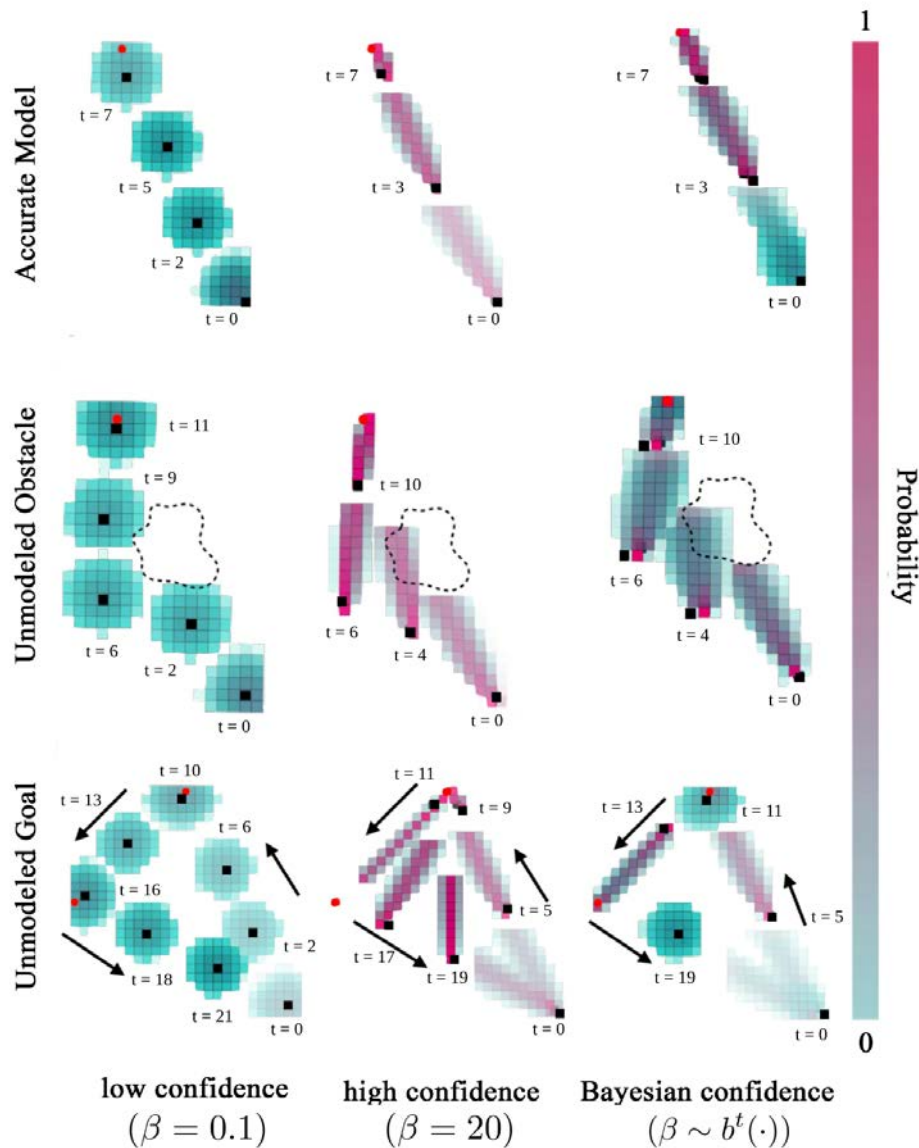 1
Accurate Model
t = 7
t = 5
t = 2
t = 0
t = 7
t = 3
t = 0
t = 7
t = 3
t = 0
Unmodeled Obstacle
t = 11
t = 9
t = 6
t = 2
t = 0
t = 10
t = 6
t = 4
t = 0
t = 10
t = 6
t = 4
t = 0
Unmodeled Goal
t = 10
t = 13
t = 6
t = 16
t = 2
t = 18
t = 21
t = 0
t = 11
t = 9
t = 5
t = 17
t = 19
t = 0
t = 13
t = 11
t = 5
t = 19
t = 0
Probability
0
low confidence
(β = 0.1)
high confidence
(β = 20)
Bayesian confidence
(β ∼ bᵗ(·))